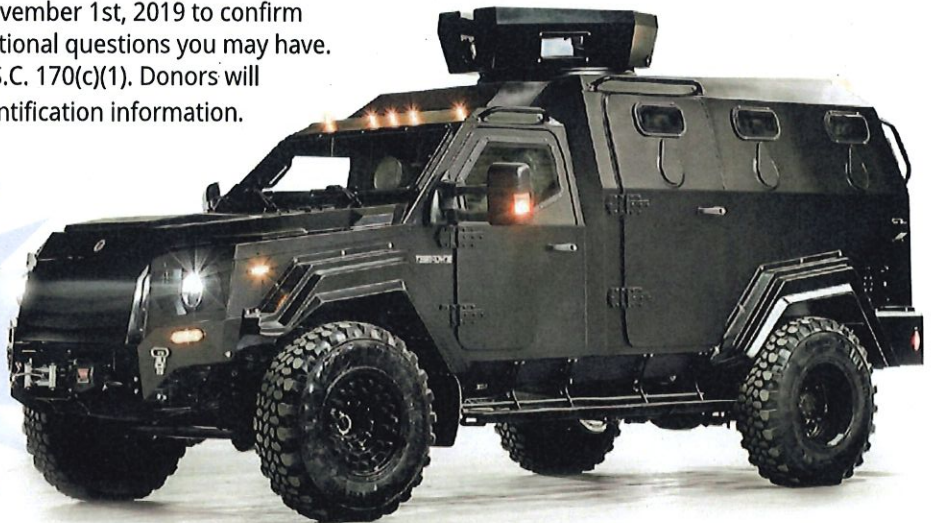 vember 1st, 2019 to confirm
tional questions you may have.
S.C. 170(c)(1). Donors will
ntification information.